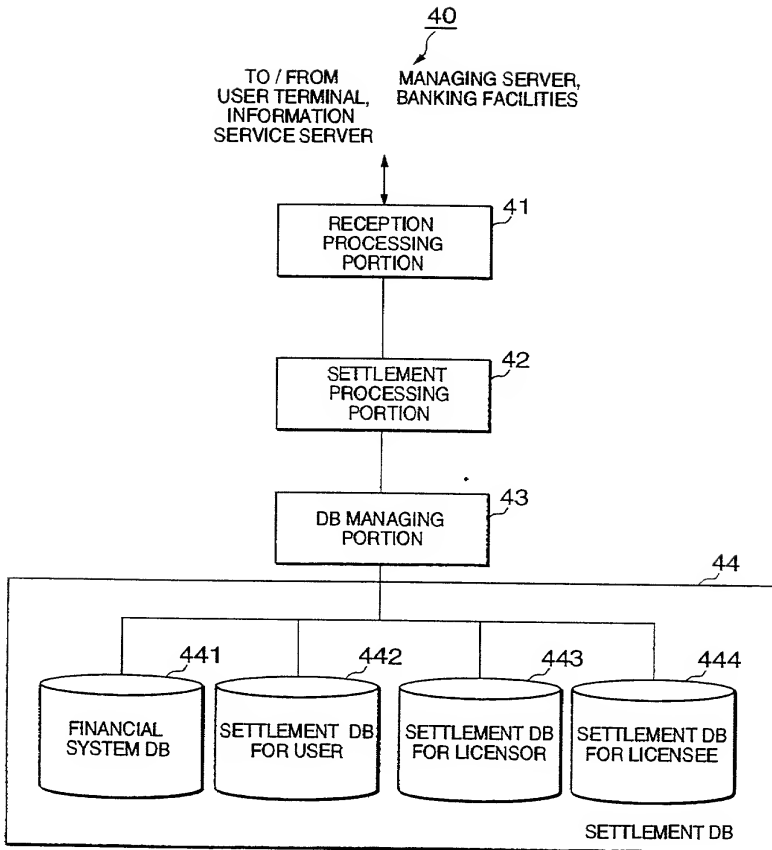 40
TO / FROM
USER TERMINAL,
INFORMATION
SERVICE SERVER
MANAGING SERVER,
BANKING FACILITIES
41
RECEPTION
PROCESSING
PORTION
42
SETTLEMENT
PROCESSING
PORTION
43
DB MANAGING
PORTION
44
441
FINANCIAL
SYSTEM DB
442
SETTLEMENT DB
FOR USER
443
SETTLEMENT DB
FOR LICENSOR
444
SETTLEMENT DB
FOR LICENSEE
SETTLEMENT DB